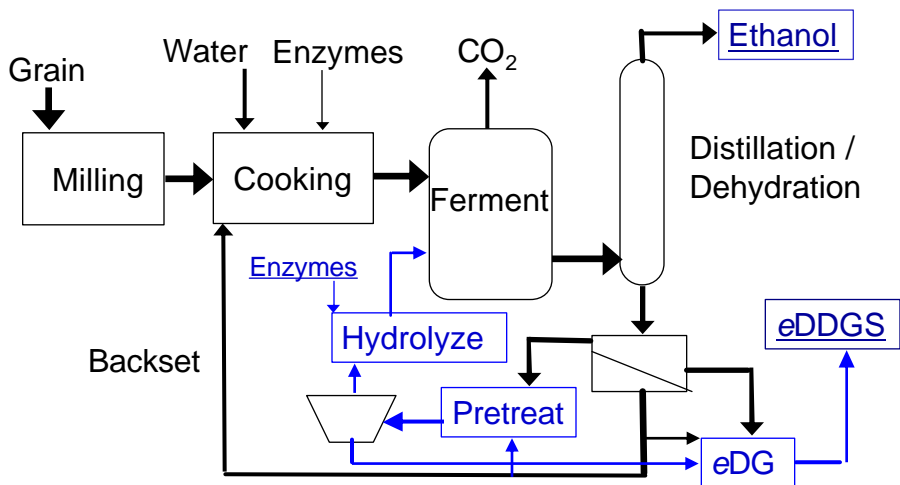 Ethanol
Water
Enzymes
CO₂
Grain
Distillation /
Dehydration
Milling
Cooking
Ferment
Enzymes
Hydrolyze
eDDGS
Backset
Pretreat
eDG